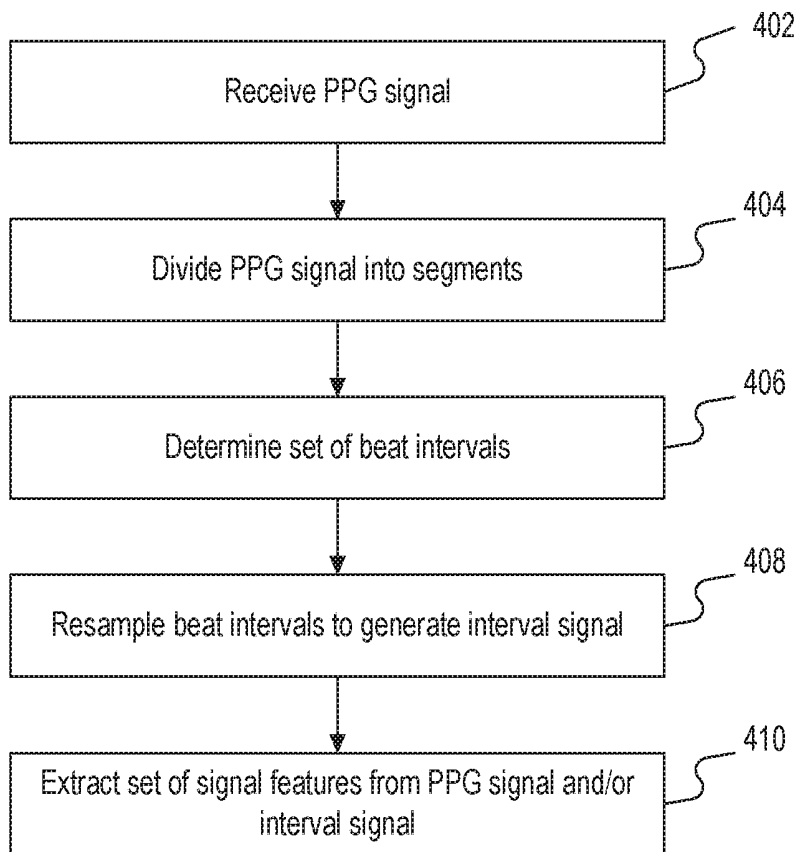 402
Receive PPG signal
404
Divide PPG signal into segments
406
Determine set of beat intervals
408
Resample beat intervals to generate interval signal
410
Extract set of signal features from PPG signal and/or
interval signal